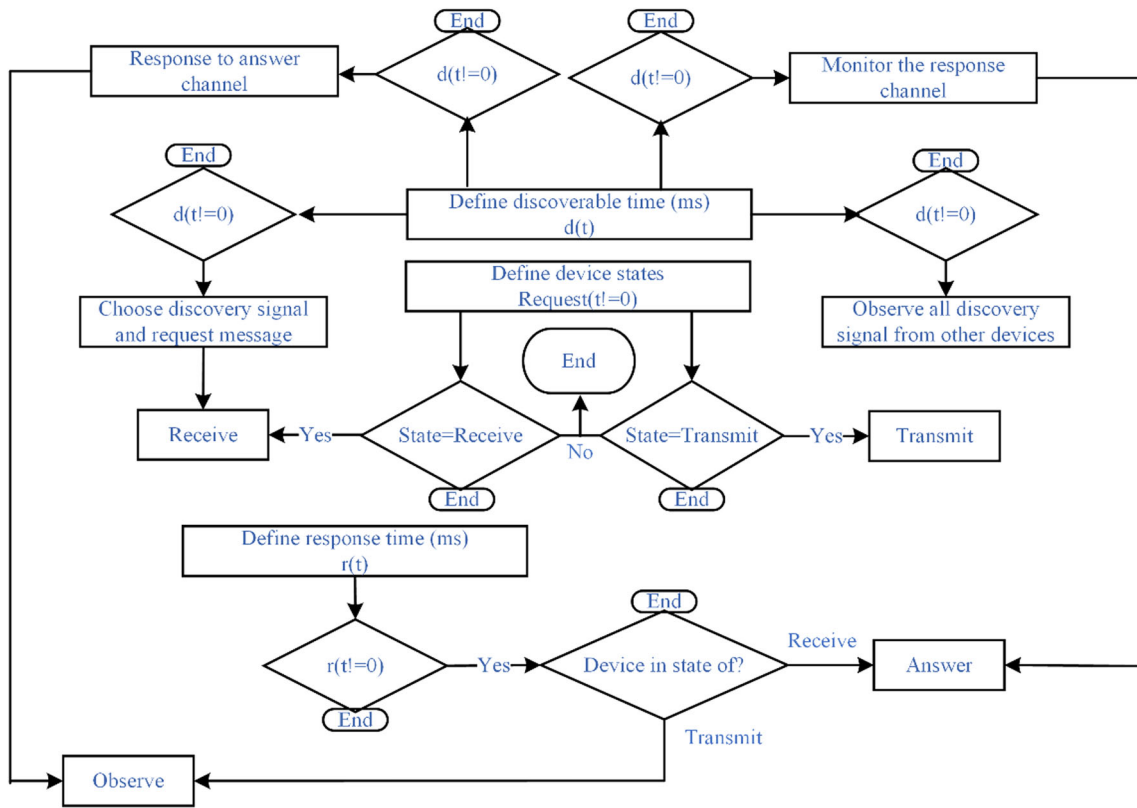 End
End
Response to answer
channel
d(t!=0)
d(t!=0)
Monitor the response
channel
End
End
d(t!=0)
Define discoverable time (ms)
d(t)
d(t!=0)
Define device states
Request(t!=0)
Choose discovery signal
and request message
Observe all discovery
signal from other devices
End
Receive
Yes
State=Receive
No
State=Transmit
Yes
Transmit
End
End
Define response time (ms)
r(t)
End
r(t!=0)
Yes
Device in state of?
Receive
Answer
End
Transmit
Observe